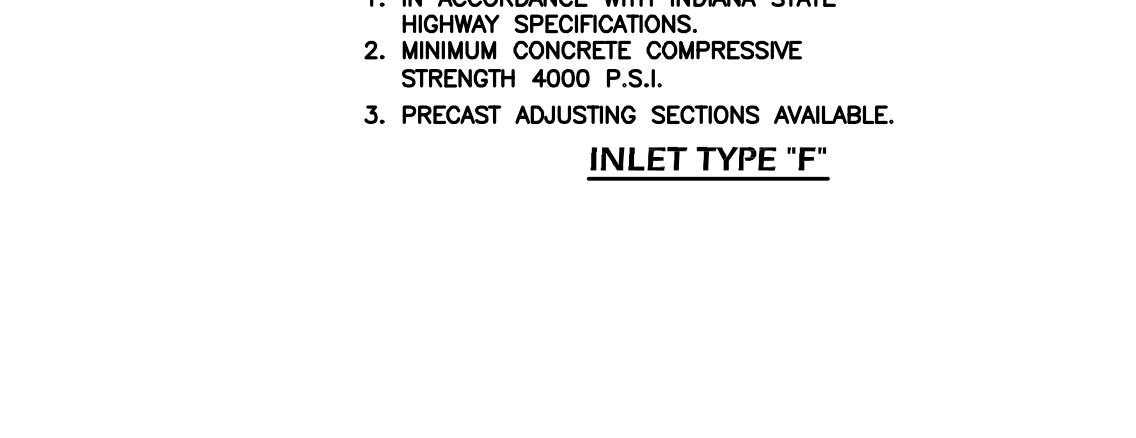 1. IN ACCORDANCE WITH INDIANA STATE
HIGHWAY SPECIFICATIONS.
2. MINIMUM CONCRETE COMPRESSIVE
STRENGTH 4000 P.S.I.
3. PRECAST ADJUSTING SECTIONS AVAILABLE.
INLET TYPE "F"